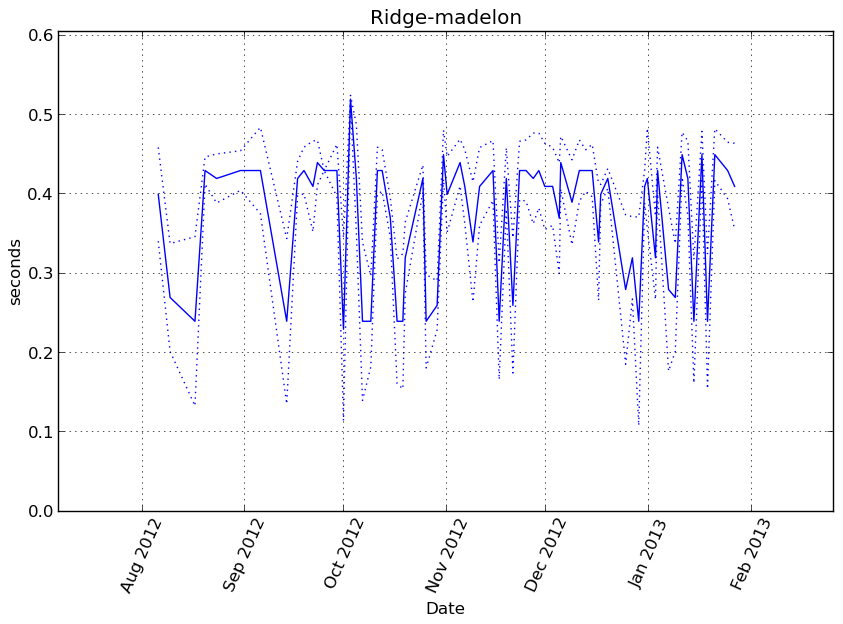 Ridge-madelon
0.6
0.5
0.4
0.3
0.2
0.1
0.0
seconds
Aug 2012
Sep 2012
Oct 2012
Nov 2012
Dec 2012
Jan 2013
Feb 2013
Date